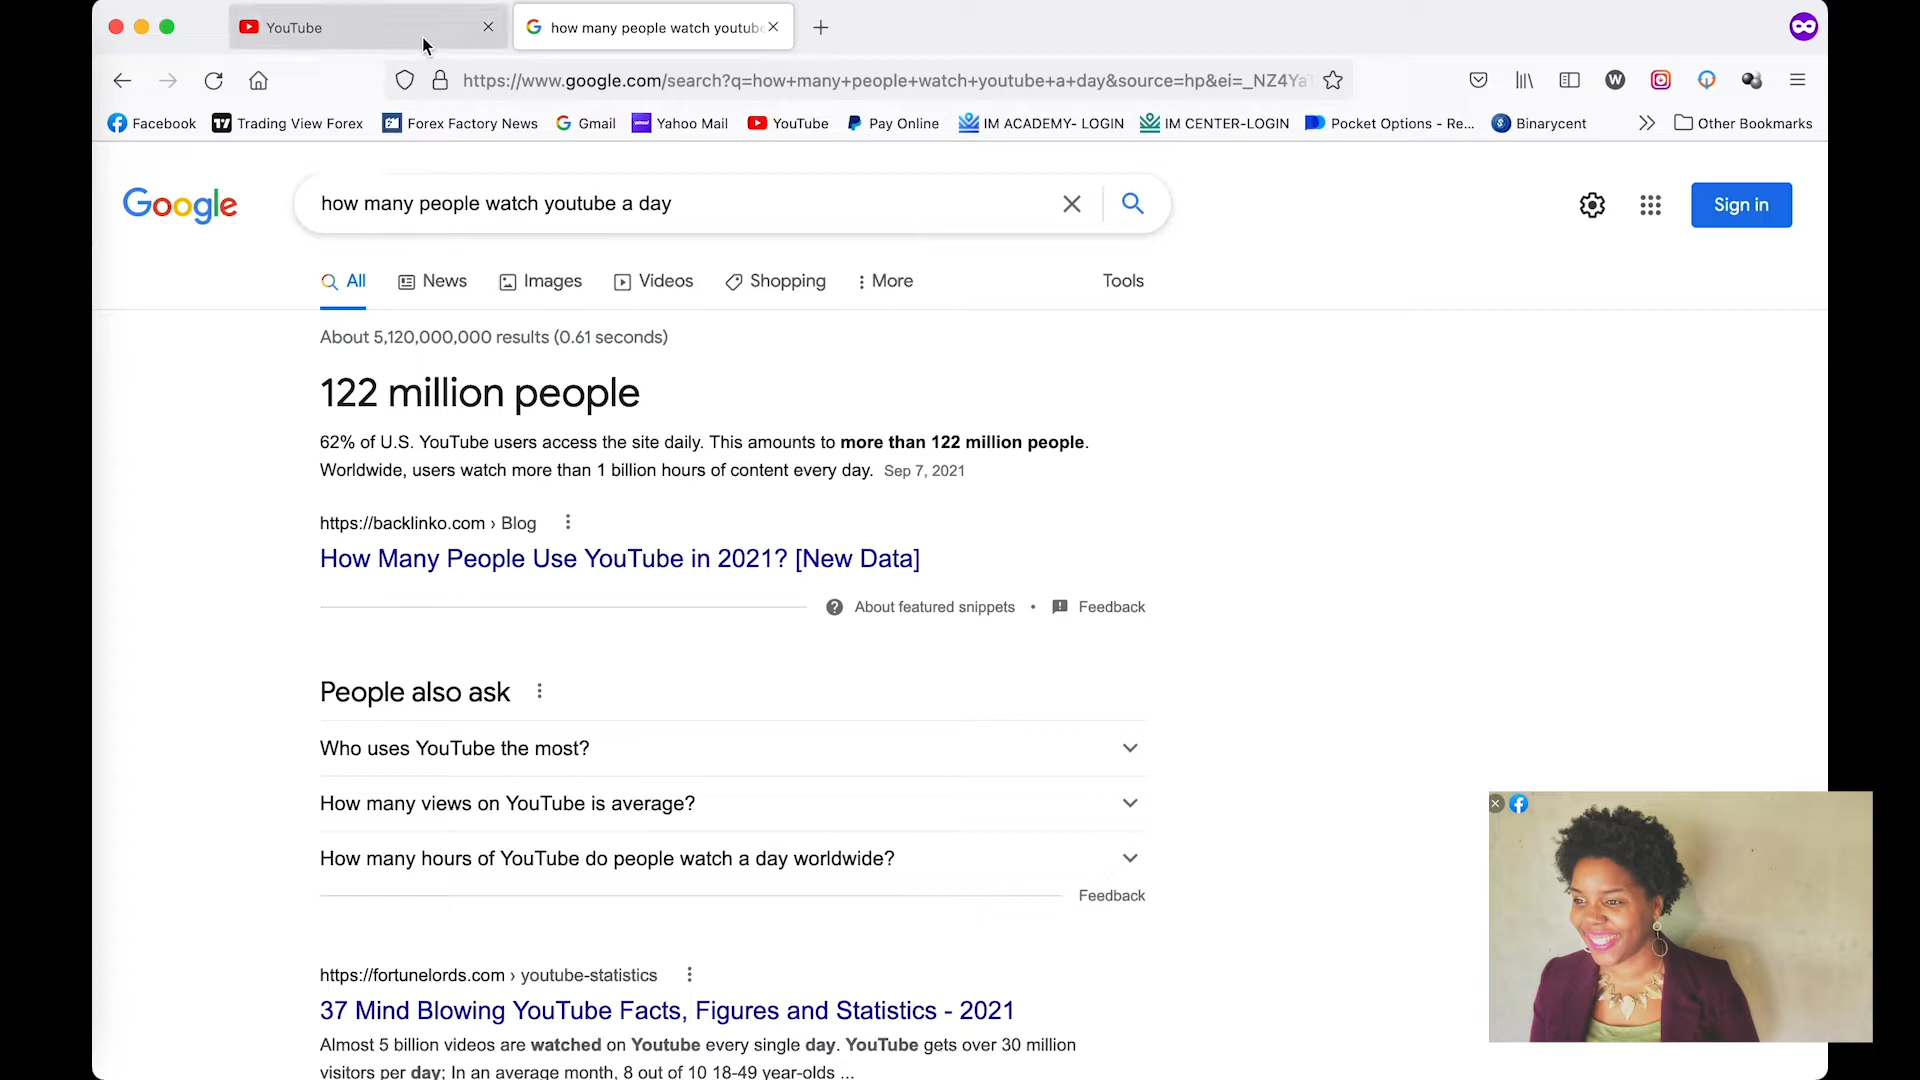 YouTube
how many people watch youtub
https://www.google.com/search?q=how+many+people+watch+youtube+a+day&source=hp&ei=_NZ4Ya
Facebook
Trading View Forex
Forex Factory News
Gmail
Yahoo Mail
YouTube
Pay Online
IM ACADEMY- LOGIN
IM CENTER-LOGIN
Pocket Options - Re...
Binarycent
Other Bookmarks
Google
how many people watch youtube a day
Sign in
All
News
Images
Videos
Shopping
More
Tools
About 5,120,000,000 results (0.61 seconds)
122 million people
62% of U.S. YouTube users access the site daily. This amounts to more than 122 million people.
Worldwide, users watch more than 1 billion hours of content every day. Sep 7, 2021
https://backlinko.com › Blog
How Many People Use YouTube in 2021? [New Data]
About featured snippets • Feedback
People also ask
Who uses YouTube the most?
How many views on YouTube is average?
How many hours of YouTube do people watch a day worldwide?
Feedback
https://fortunelords.com › youtube-statistics
37 Mind Blowing YouTube Facts, Figures and Statistics - 2021
Almost 5 billion videos are watched on Youtube every single day. YouTube gets over 30 million
visitors per day; In an average month, 8 out of 10 18-49 year-olds ...